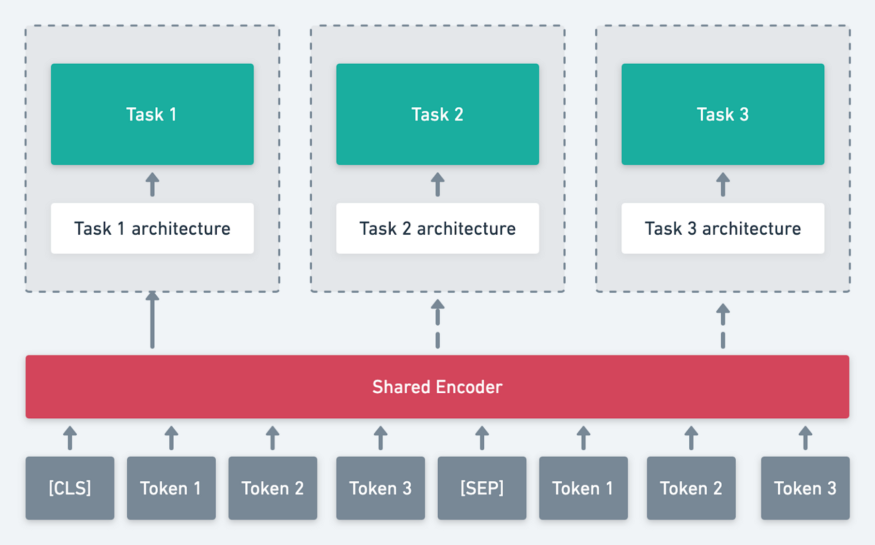 Task 1
Task 2
Task 3
Task 1 architecture
Task 2 architecture
Task 3 architecture
Shared Encoder
[CLS]
Token 1
Token 2
Token 3
[SEP]
Token 1
Token 2
Token 3